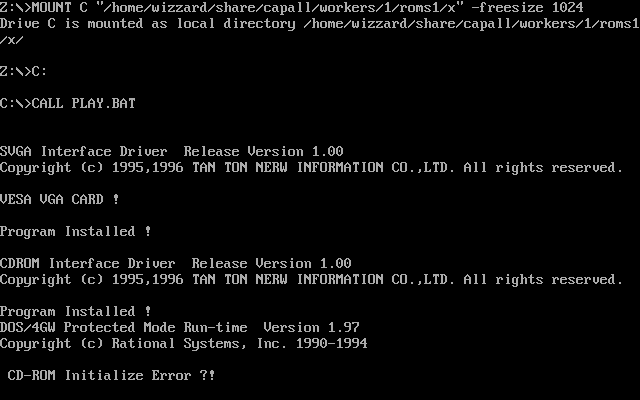 Z:\>MOUNT C "/home/wizzard/share/capall/workers/1/roms1/x" -freesize 1024
Drive C is mounted as local directory /home/wizzard/share/capall/workers/1/roms1
/x/
Z:\>C:
C:\>CALL PLAY.BAT
SVGA Interface Driver  Release Version 1.00
Copyright (c) 1995,1996 TAN TON NERW INFORMATION CO.,LTD. All rights reserved.
VESA VGA CARD !
Program Installed !
CDROM Interface Driver  Release Version 1.00
Copyright (c) 1995,1996 TAN TON NERW INFORMATION CO.,LTD. All rights reserved.
Program Installed !
DOS/4GW Protected Mode Run-time  Version 1.97
Copyright (c) Rational Systems, Inc. 1990-1994
CD-ROM Initialize Error ?!